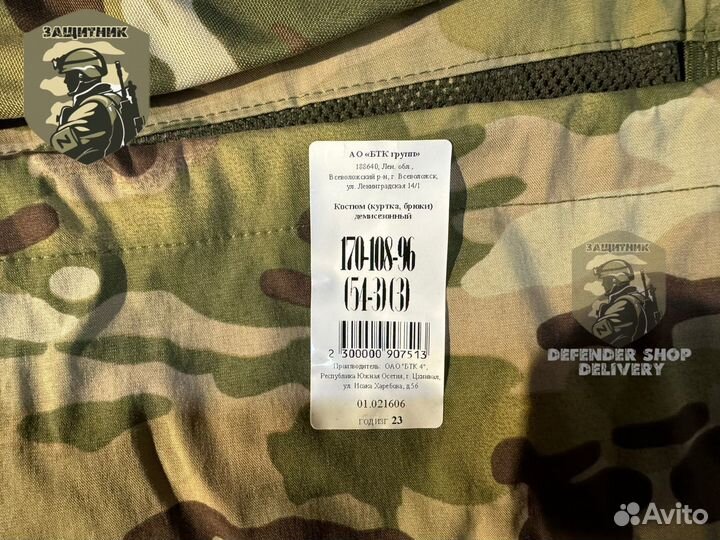 ЗАЩИТНИК
АО «БТК групп»
188640, Лен. обл.,
Всеволожский р-н, г. Всеволожск,
ул. Ленинградская 14/1
Костюм (куртка, брюки)
демисезонный
170-108-96
(54-3)(3)
2 300000 907513
Производитель: ОАО "БТК 4",
Республика Южная Осетия, г. Цхинвал,
ул. Исака Харебова, д.56
01.021606
год изг 23
ЗАЩИТНИК
DEFENDER SHOP
DELIVERY
Avito